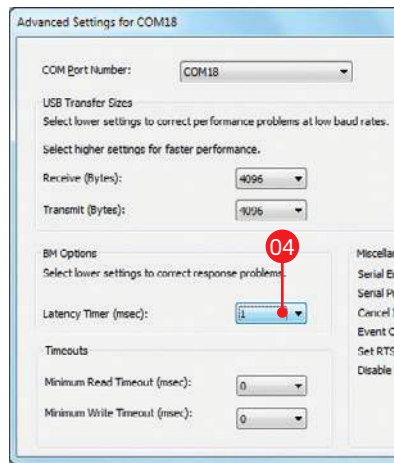 Advanced Settings for COM18
COM Port Number: COM18
USB Transfer Sizes
Select lower settings to correct performance problems at low baud rates.
Select higher settings for faster performance.
Receive (Bytes): 4096
Transmit (Bytes): 4096
04
BM Options
Select lower settings to correct response problems.
Latency Timer (msec): 1
Timeouts
Minimum Read Timeout (msec): 0
Minimum Write Timeout (msec): 0
Serial
Serial
Cancel
Event
Set RTS
Disable